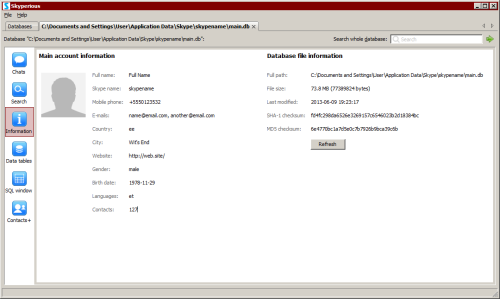 Skyperious
File Help
Databases C:\Documents and Settings\User\Application Data\Skype\skypename\main.db
Database "C:\Documents and Settings\User\Application Data\Skype\skypename\main.db": Search whole database: Search
Chats
Search
Information
Data tables
SQL window
Contacts+
Main account information
Full name: Full Name
Skype name: skypename
Mobile phone: +5550123532
E-mails: name@email.com, another@email.com
Country: ee
City: Wit's End
Website: http://web.site/
Gender: male
Birth date: 1978-11-29
Languages: et
Contacts: 127
Database file information
Full path: C:\Documents and Settings\User\Application Data\Skype\skypename\main.db
File size: 73.8 MB (77389824 bytes)
Last modified: 2013-06-09 19:23:17
SHA-1 checksum:
MD5 checksum:
Refresh